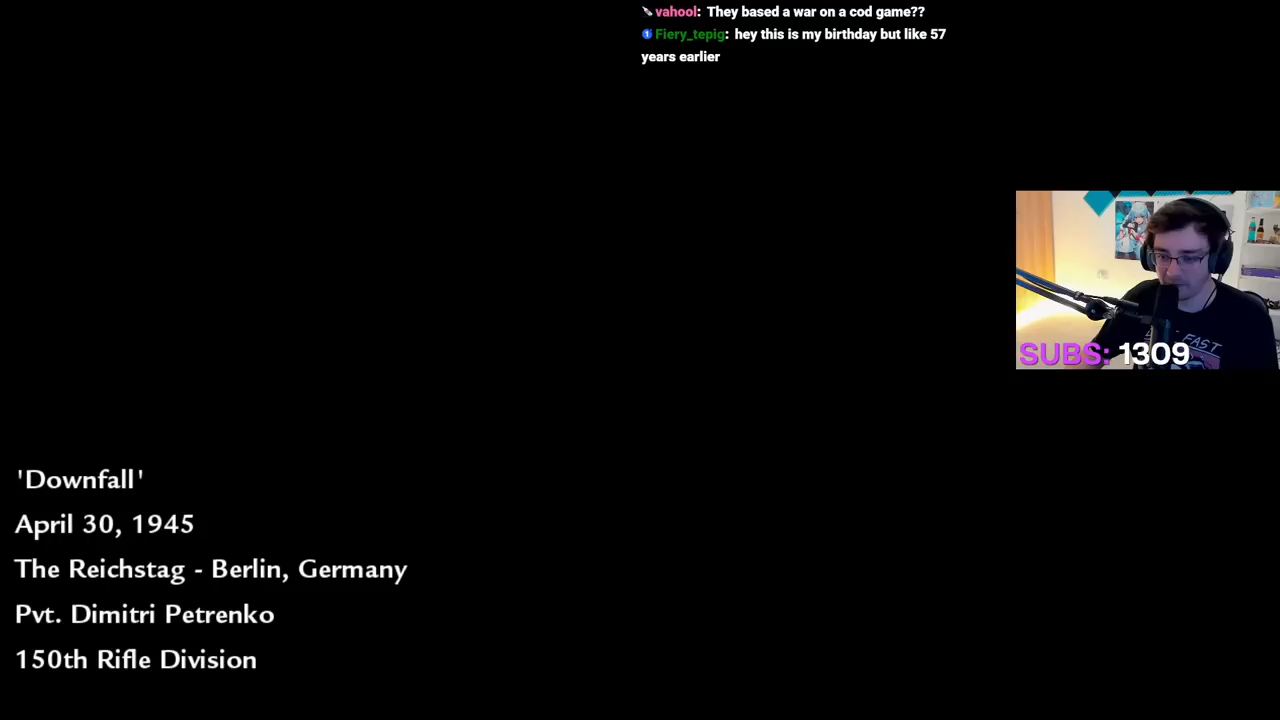 vahool: They based a war on a cod game??
Fiery_tepig: hey this is my birthday but like 57
years earlier
SUBS: 1309
'Downfall'
April 30, 1945
The Reichstag - Berlin, Germany
Pvt. Dimitri Petrenko
150th Rifle Division